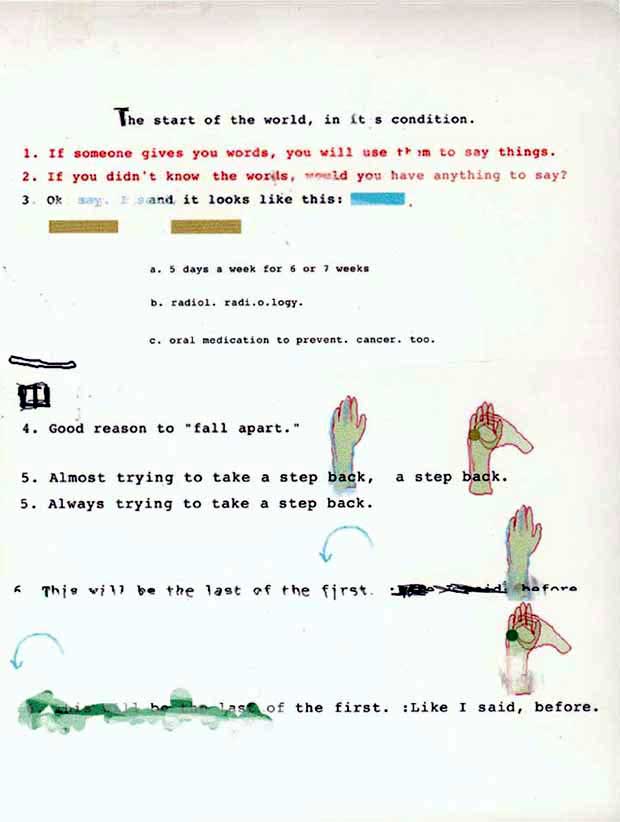 The start of the world, in it s condition.
1. If someone gives you words, you will use them to say things.
2. If you didn't know the words, would you have anything to say?
3. Ok say. I and it looks like this: .
a. 5 days a week for 6 or 7 weeks
b. radiol. radi.o.logy.
c. oral medication to prevent. cancer. too.
4. Good reason to "fall apart."
5. Almost trying to take a step back, a step back.
5. Always trying to take a step back.
6 This will be the last of the first. : said, before
This will be the last of the first. :Like I said, before.